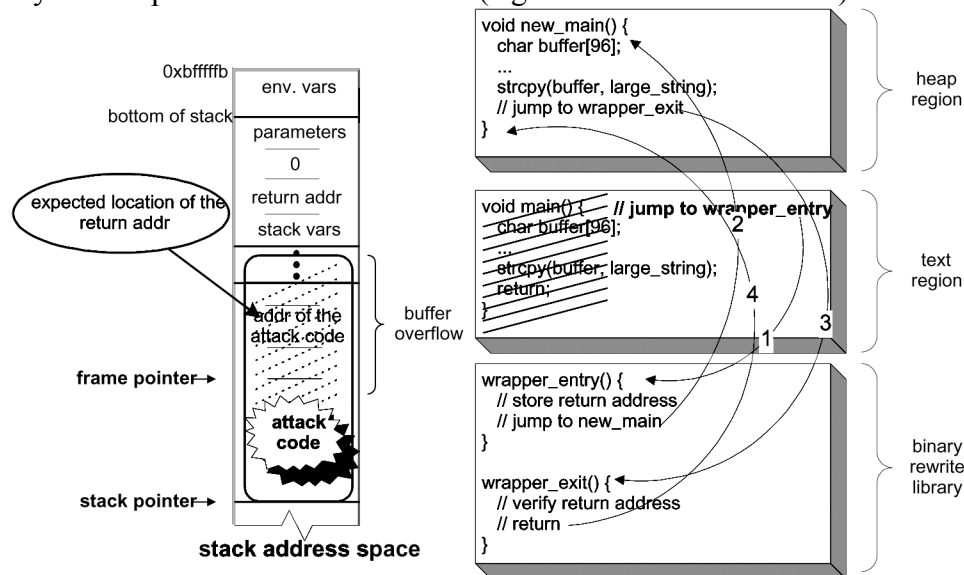 0xbfffffb
env. vars
bottom of stack
parameters
0
return addr
stack vars
expected location of the
return addr
addr of the
attack code
buffer
overflow
frame pointer
attack
code
stack pointer
stack address space
void new_main() {
char buffer[96];
...
strcpy(buffer, large_string);
// jump to wrapper_exit
}
heap
region
void main() { // jump to wrapper_entry
char buffer[96];
...
strcpy(buffer, large_string);
return;
}
2
4
1
3
text
region
wrapper_entry() {
// store return address
// jump to new_main
}
wrapper_exit() {
// verify return address
// return
}
binary
rewrite
library